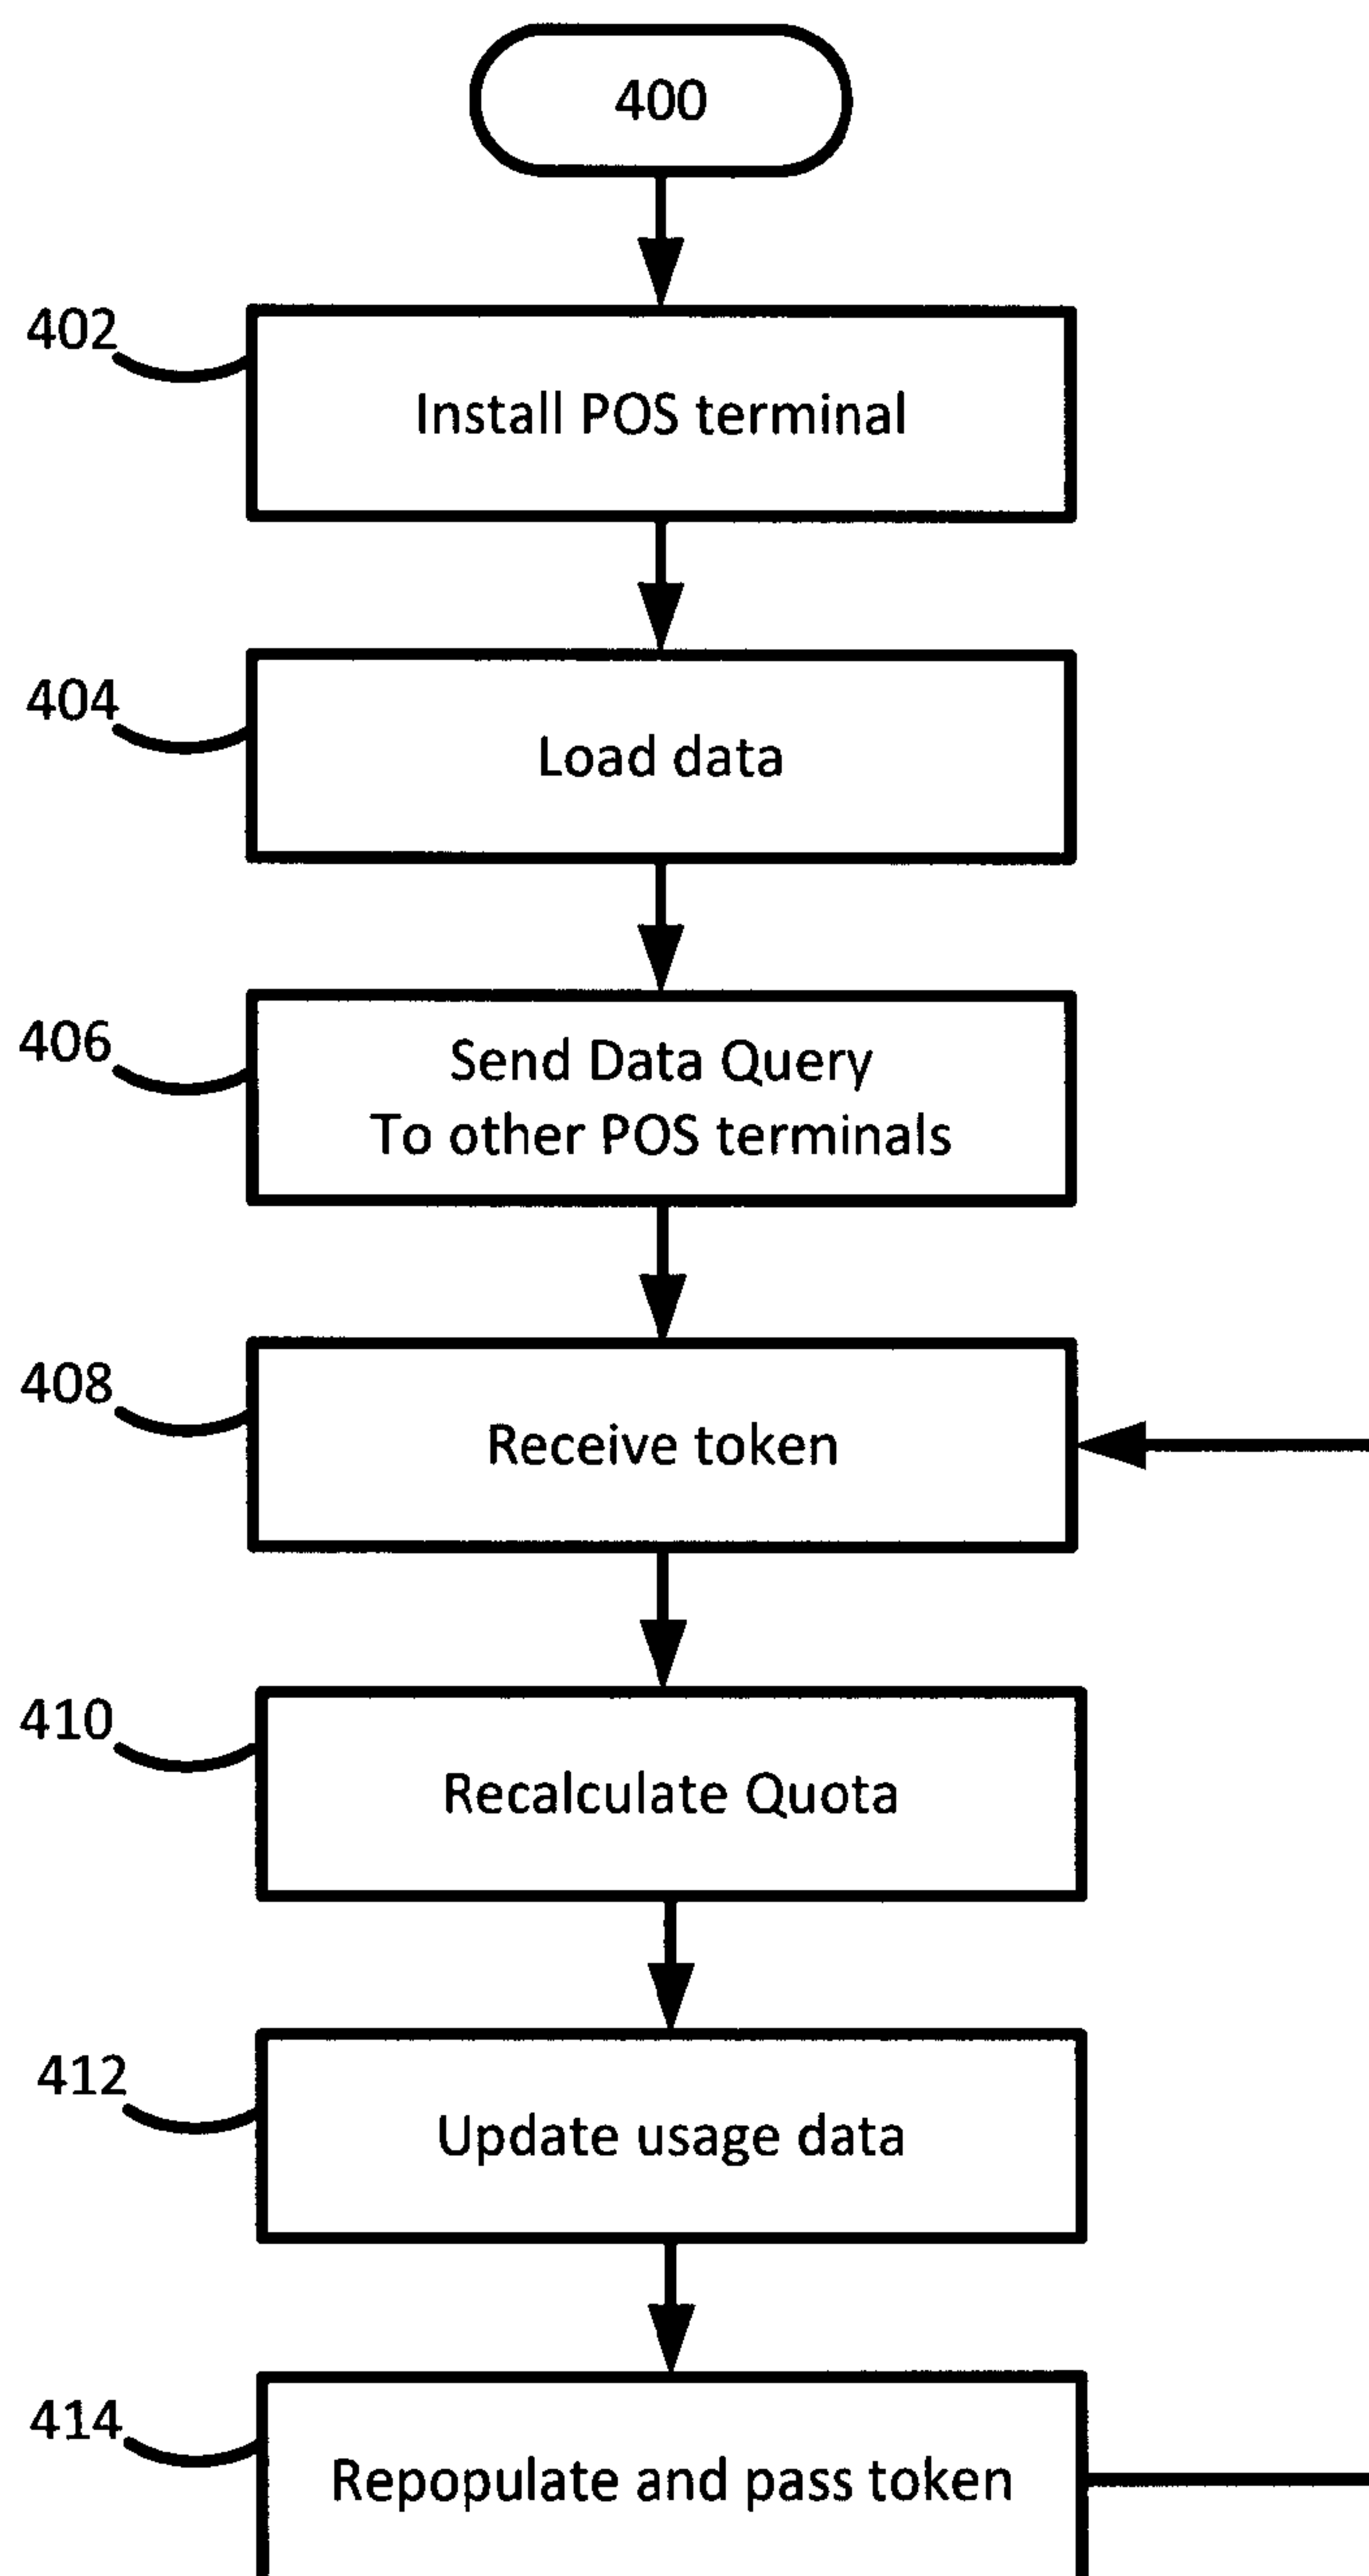 400
402
Install POS terminal
404
Load data
406
Send Data Query
To other POS terminals
408
Receive token
410
Recalculate Quota
412
Update usage data
414
Repopulate and pass token